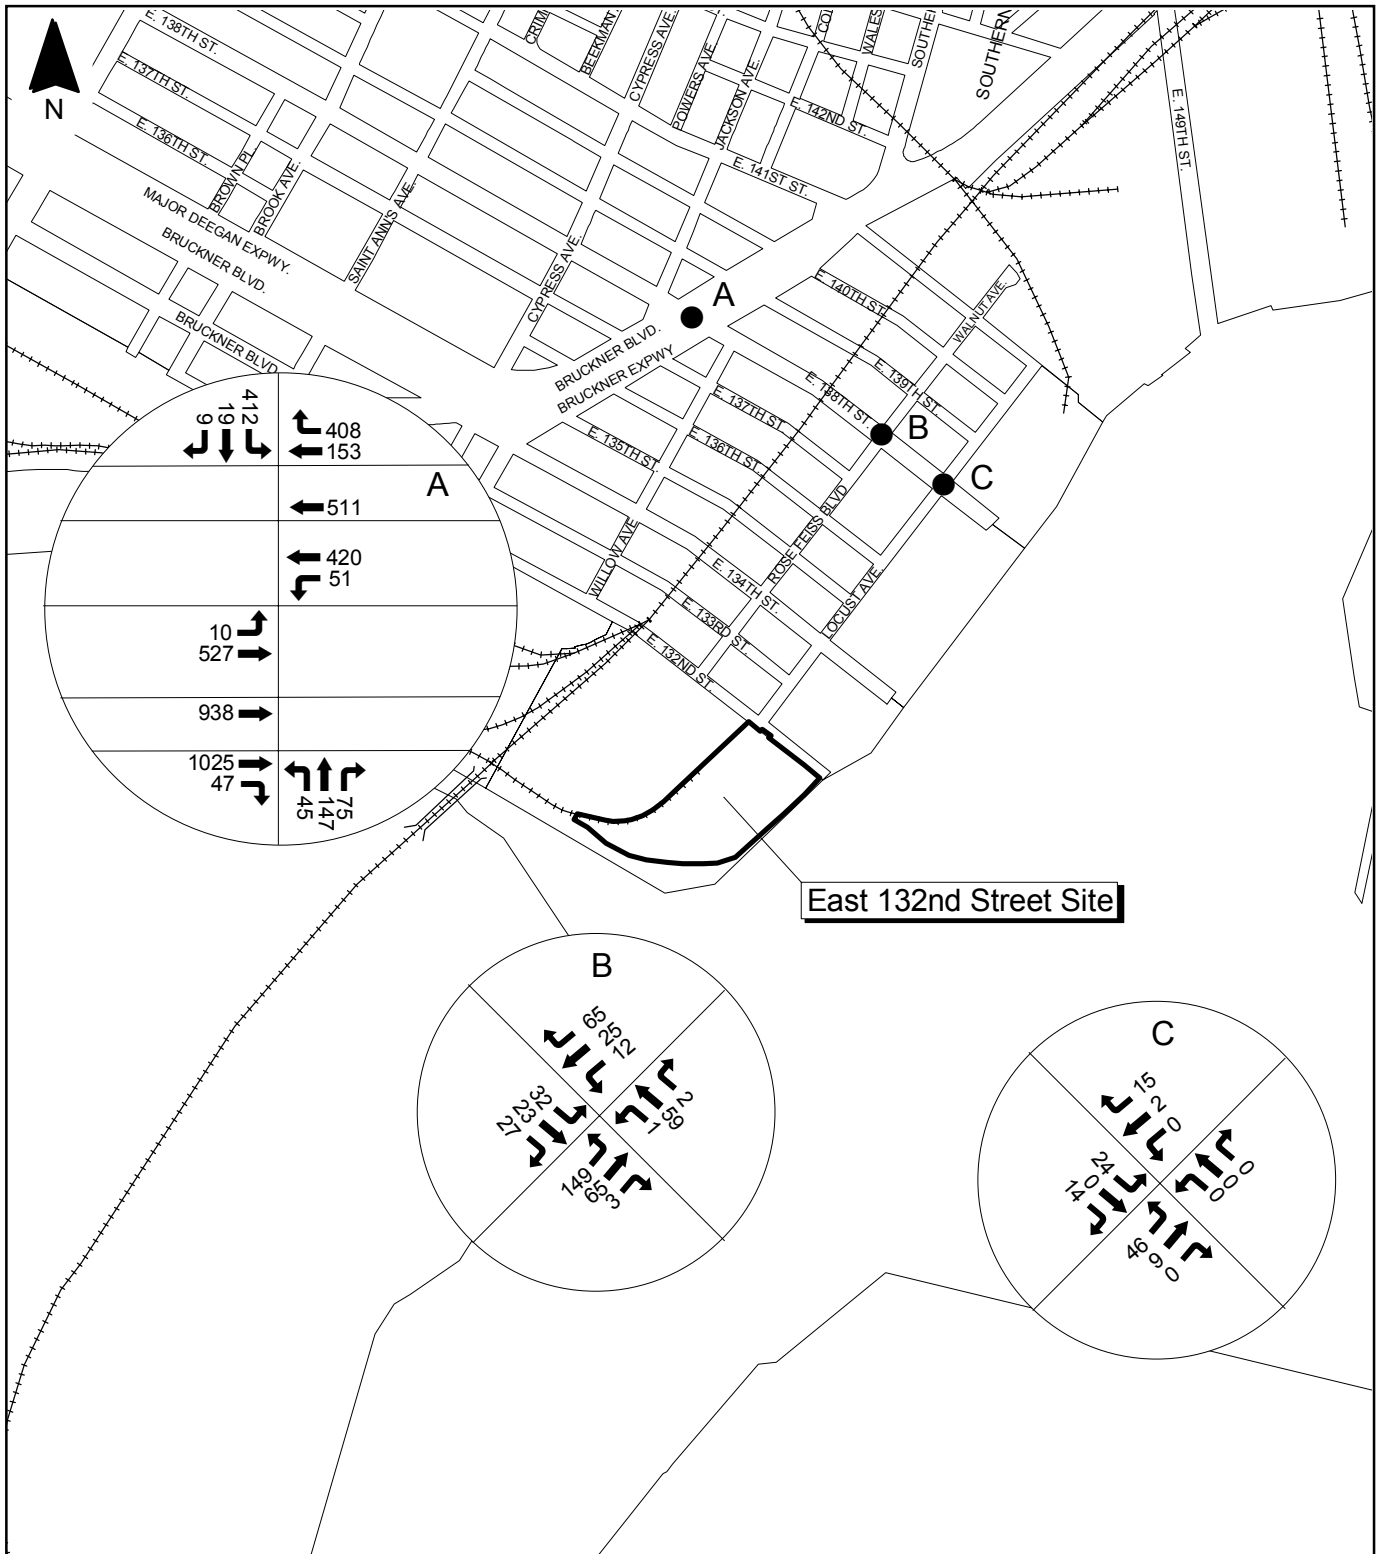 E. 138TH ST.
CRIM
BEEKMAN
CYPRESS AVE.
POWERS AVE.
COL
WALES
SOUTHER
SOUTHERN
N
E. 137TH ST.
JACKSON AVE.
E. 142ND ST.
E. 149TH ST.
E. 136TH ST.
BROWN PL.
BROOK AVE.
SAINT ANN'S AVE.
E. 141ST ST.
MAJOR DEEGAN EXPWY.
BRUCKNER BLVD.
CYPRESS AVE.
A
E. 140TH ST.
WALNUT AVE.
BRUCKNER BLVD.
BRUCKNER BLVD.
BRUCKNER EXPWY
E. 139TH ST.
E. 138TH ST.
E. 137TH ST.
B
E. 136TH ST.
E. 135TH ST.
C
WILLOW AVE.
ROSE FEISS BLVD
LOCUST AVE.
E. 134TH ST.
E. 133RD ST.
E. 132ND ST.
9
19
412
408
153
A
511
420
51
10
527
938
1025
47
45
147
75
East 132nd Street Site
B
65
25
12
2
59
1
32
23
27
149
65
3
C
15
2
0
0
0
0
24
0
14
46
9
0